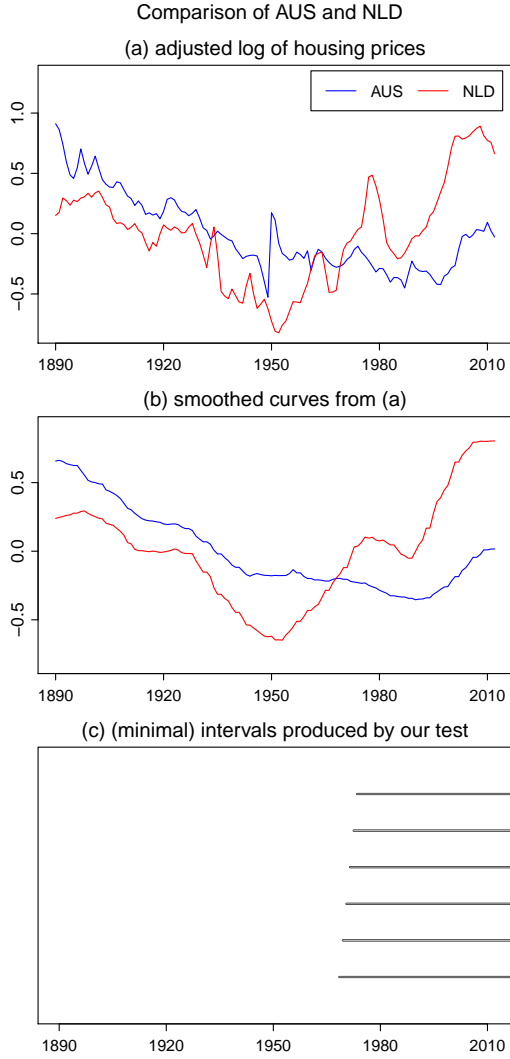 Comparison of AUS and NLD
(a) adjusted log of housing prices
AUS NLD
1.0
0.5
0.0
−0.5
1890 1920 1950 1980 2010
(b) smoothed curves from (a)
0.5
0.0
−0.5
1890 1920 1950 1980 2010
(c) (minimal) intervals produced by our test
1890 1920 1950 1980 2010